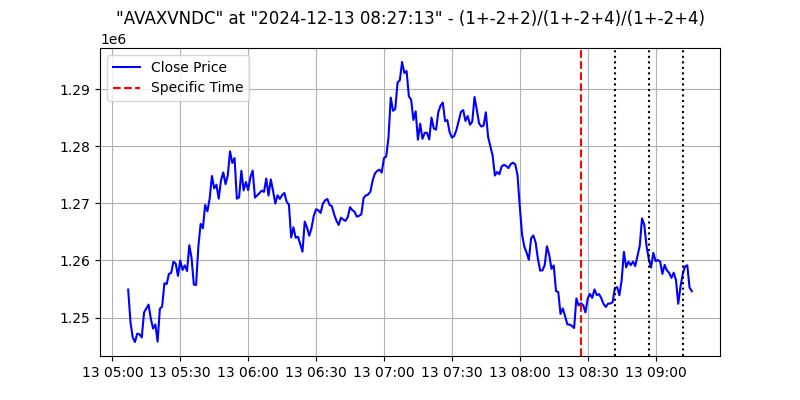 "AVAXVNDC" at "2024-12-13 08:27:13" - (1+-2+2)/(1+-2+4)/(1+-2+4)
1e6
Close Price
Specific Time
1.29
1.28
1.27
1.26
1.25
13 05:00 13 05:30 13 06:00 13 06:30 13 07:00 13 07:30 13 08:00 13 08:30 13 09:00